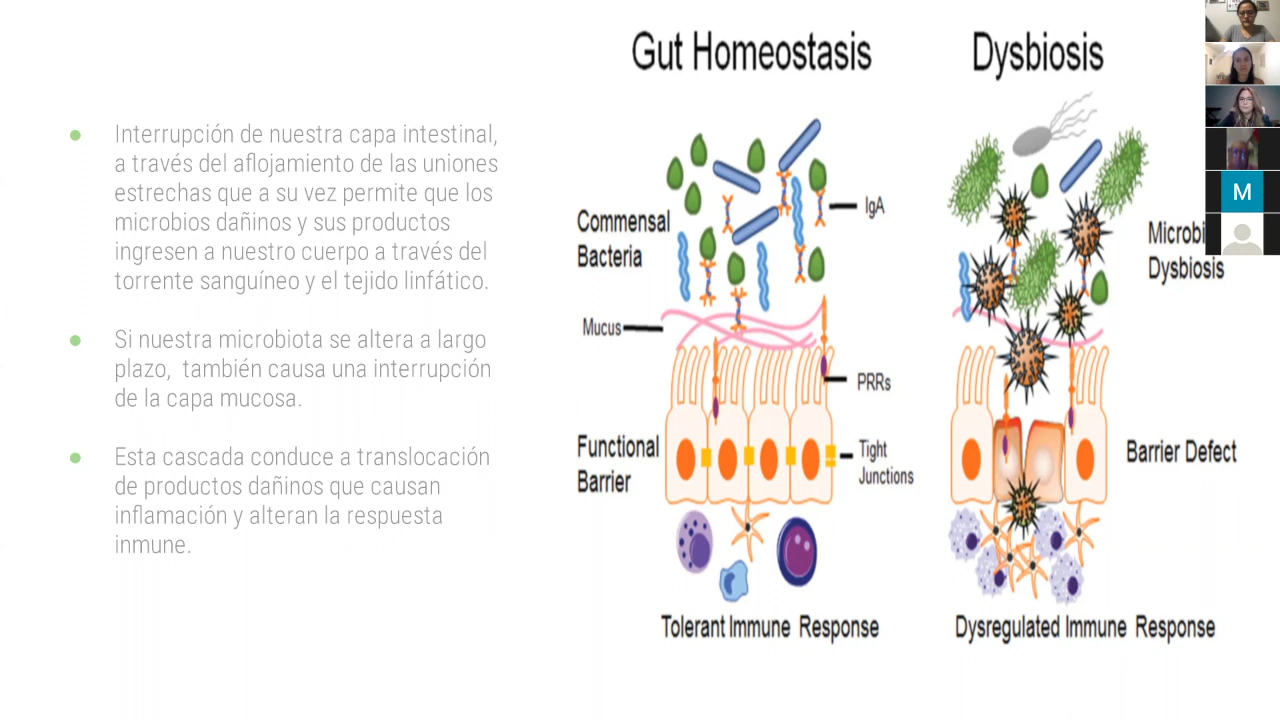 Gut Homeostasis
Dysbiosis
Interrupción de nuestra capa intestinal,
a través del aflojamiento de las uniones
estrechas que a su vez permite que los
microbios dañinos y sus productos
ingresen a nuestro cuerpo a través del
torrente sanguíneo y el tejido linfático.
Si nuestra microbiota se altera a largo
plazo, también causa una interrupción
de la capa mucosa.
Esta cascada conduce a translocación
de productos dañinos que causan
inflamación y alteran la respuesta
inmune.
Commensal
Bacteria
IgA
Mucus
PRRs
Functional
Barrier
Tight
Junctions
Tolerant Immune Response
Dysbiosis
Barrier Defect
Dysregulated Immune Response
M